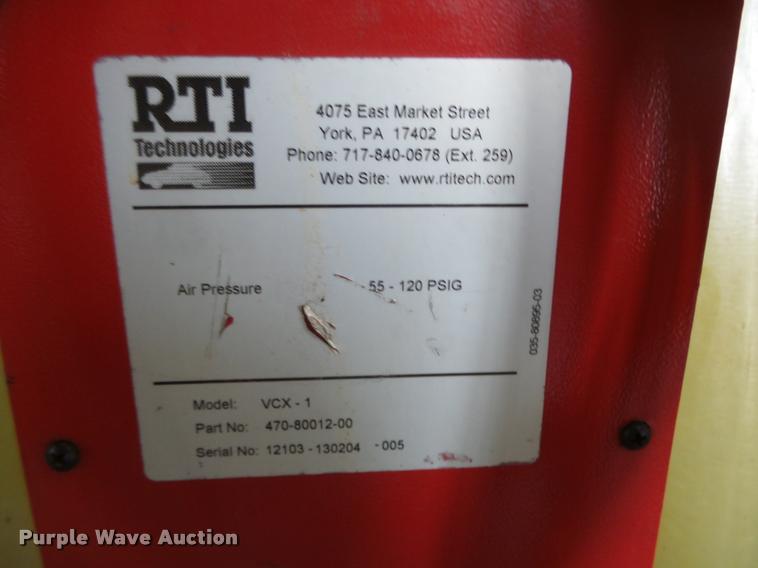 RTI
Technologies
4075 East Market Street
York, PA 17402 USA
Phone: 717-840-0678 (Ext. 259)
Web Site: www.rtitech.com
Air Pressure 55 - 120 PSIG
035-80895-03
Model: VCX - 1
Part No: 470-80012-00
Serial No: 12103 - 130204 - 005
Purple Wave Auction